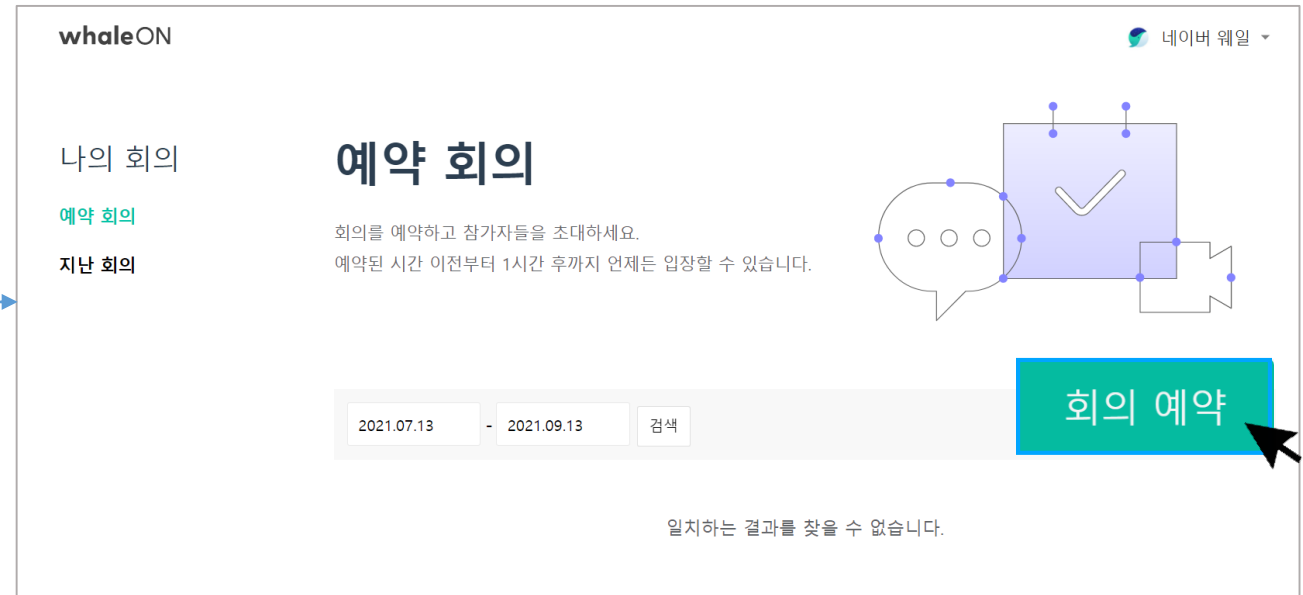 whaleON
네이버 웨일
나의 회의
예약 회의
지난 회의
예약 회의
회의를 예약하고 참가자들을 초대하세요.
예약된 시간 이전부터 1시간 후까지 언제든 입장할 수 있습니다.
2021.07.13 - 2021.09.13 검색
회의 예약
일치하는 결과를 찾을 수 없습니다.